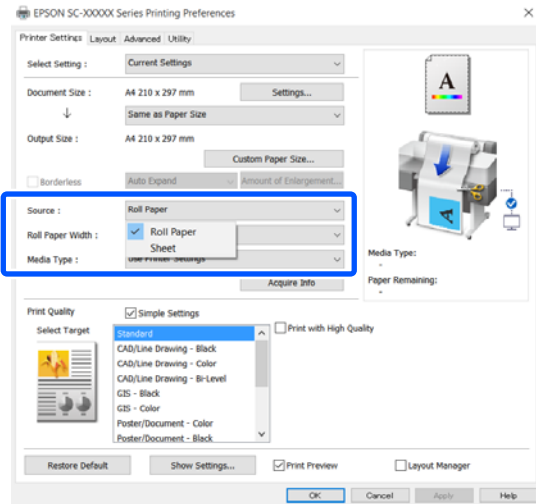 EPSON SC-XXXXX Series Printing Preferences
Printer Settings Layout Advanced Utility
Select Setting : Current Settings
Document Size : A4 210 x 297 mm Settings...
Same as Paper Size
Output Size : A4 210 x 297 mm
Custom Paper Size...
Borderless Auto Expand Amount of Enlargement...
Source : Roll Paper
Roll Paper Width : Roll Paper
Sheet
Media Type : Use Printer Settings
Acquire Info
A
A
Media Type:
-
Paper Remaining:
-
Print Quality Simple Settings
Select Target Standard Print with High Quality
CAD/Line Drawing - Black
CAD/Line Drawing - Color
CAD/Line Drawing - Bi-Level
GIS - Black
GIS - Color
Poster/Document - Color
Poster/Document - Black
Restore Default Show Settings... Print Preview Layout Manager
OK Cancel Apply Help